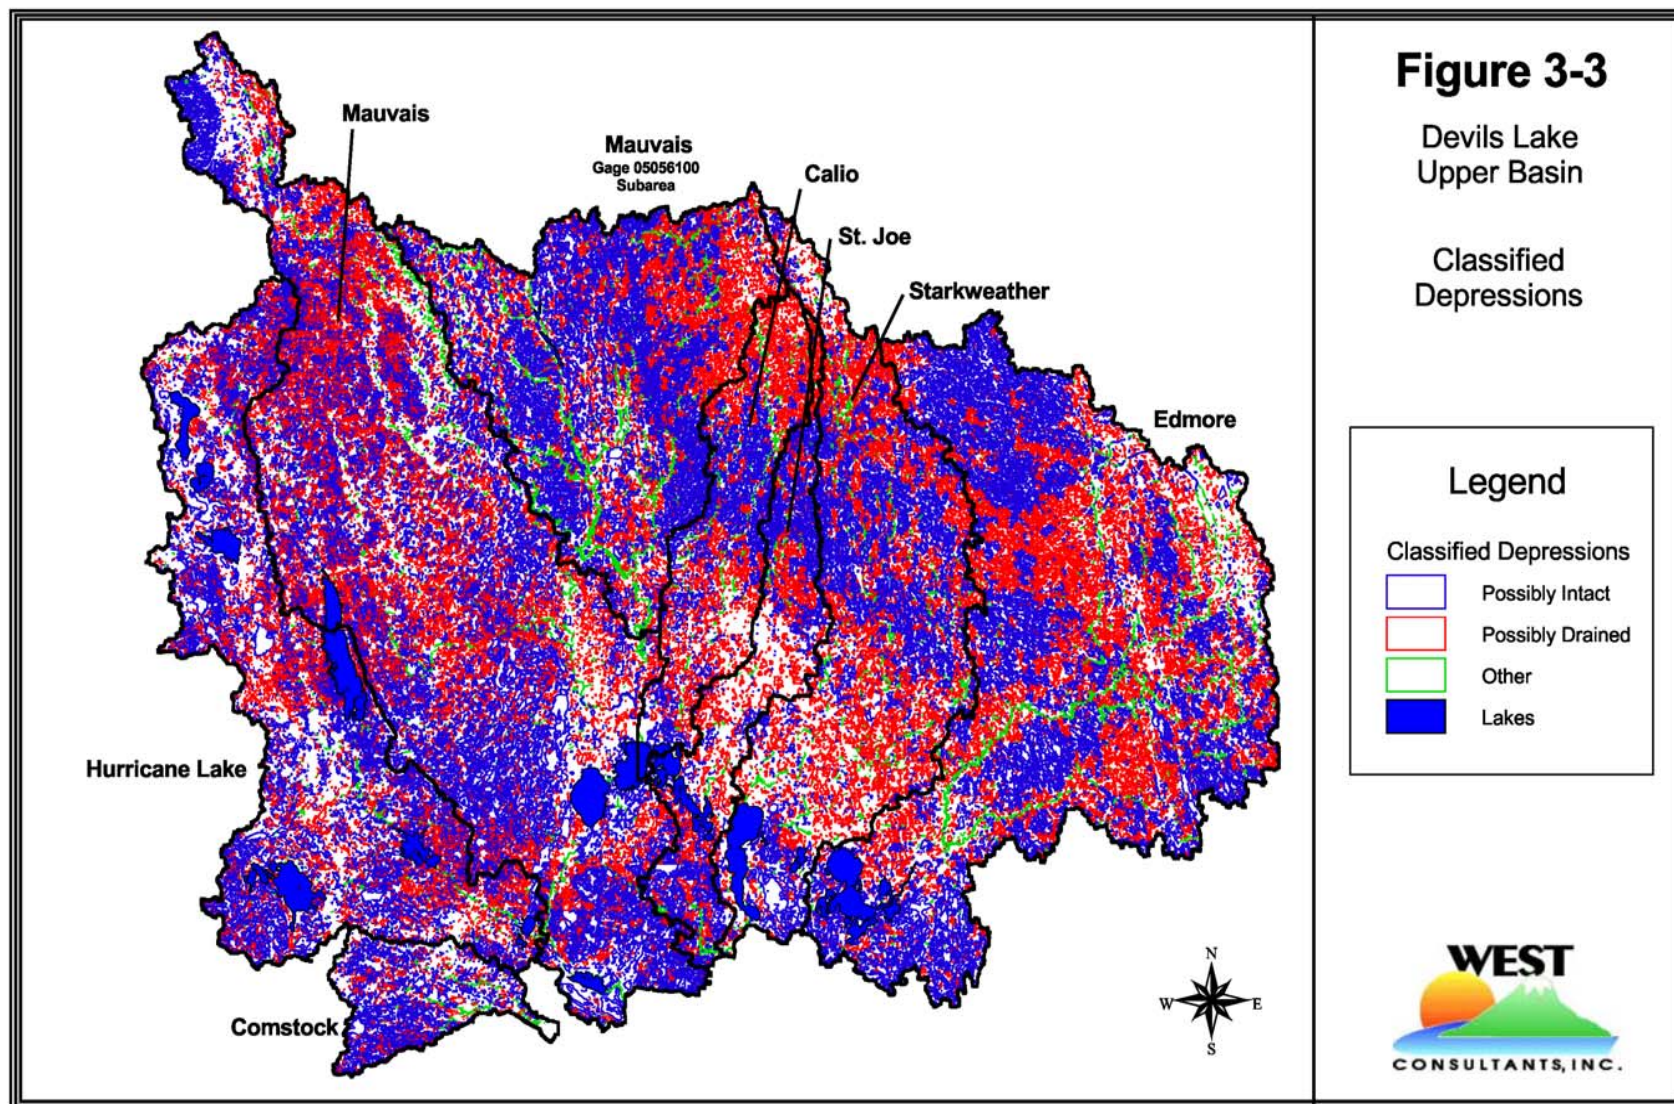 Figure 3-3
Devils Lake
Upper Basin
Classified
Depressions
Mauvais
Mauvais
Gage 05056100
Subarea
Calio
St. Joe
Starkweather
Edmore
Hurricane Lake
Comstock
Legend
Classified Depressions
Possibly Intact
Possibly Drained
Other
Lakes
N
W E
S
WEST
CONSULTANTS, INC.